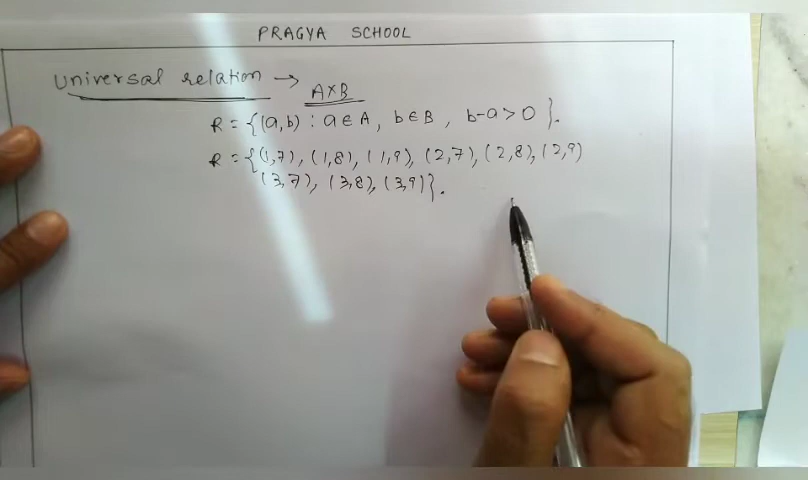 PRAGYA SCHOOL
Universal relation → A×B
R = {(a,b) : a ∈ A, b ∈ B, b-a > 0 }.
R = {(1,7), (1,8), (1,9), (2,7), (2,8), (2,9)
(3,7), (3,8), (3,9)}.